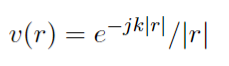 v(r) = e^{-jk|r|}/|r|